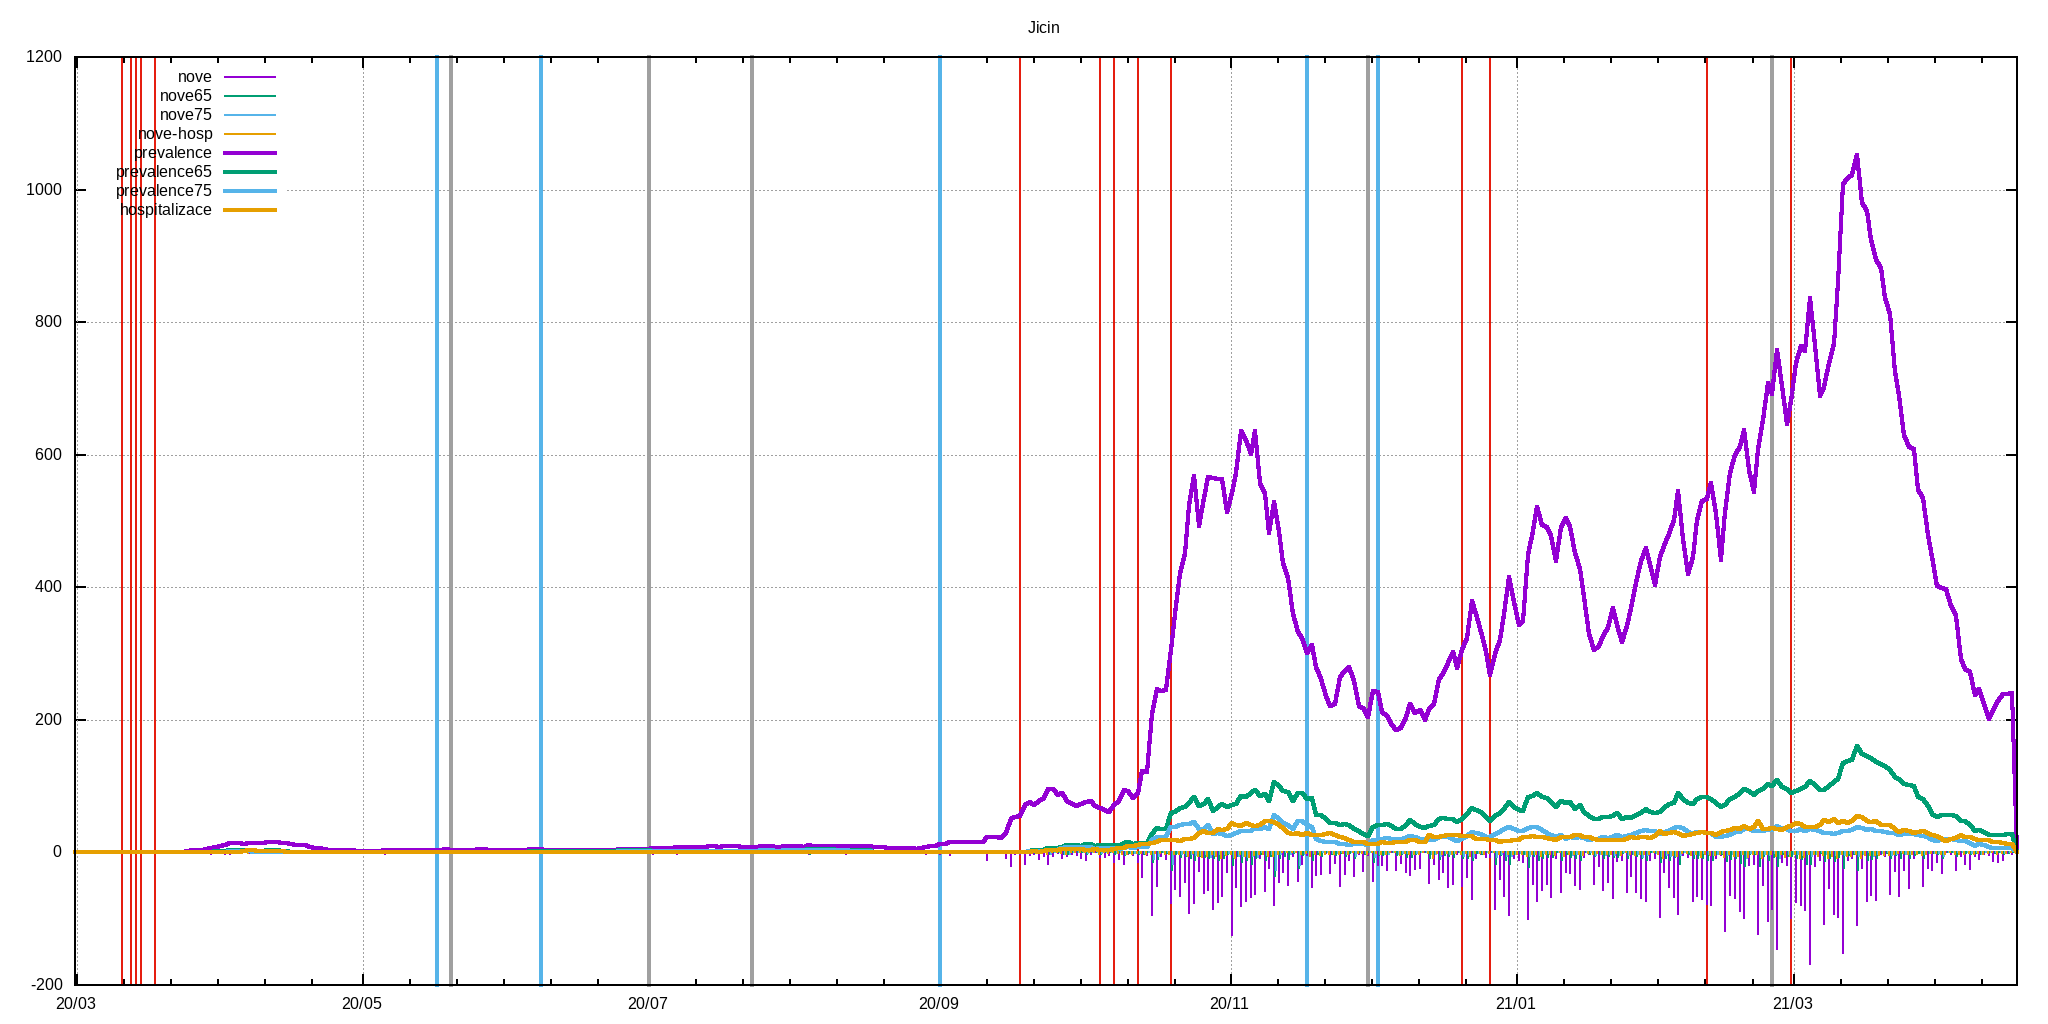 Jicin
1200
1000
800
600
400
200
0
-200
nove
nove65
nove75
nove-hosp
prevalence
prevalence65
prevalence75
hospitalizace
20/03
20/05
20/07
20/09
20/11
21/01
21/03